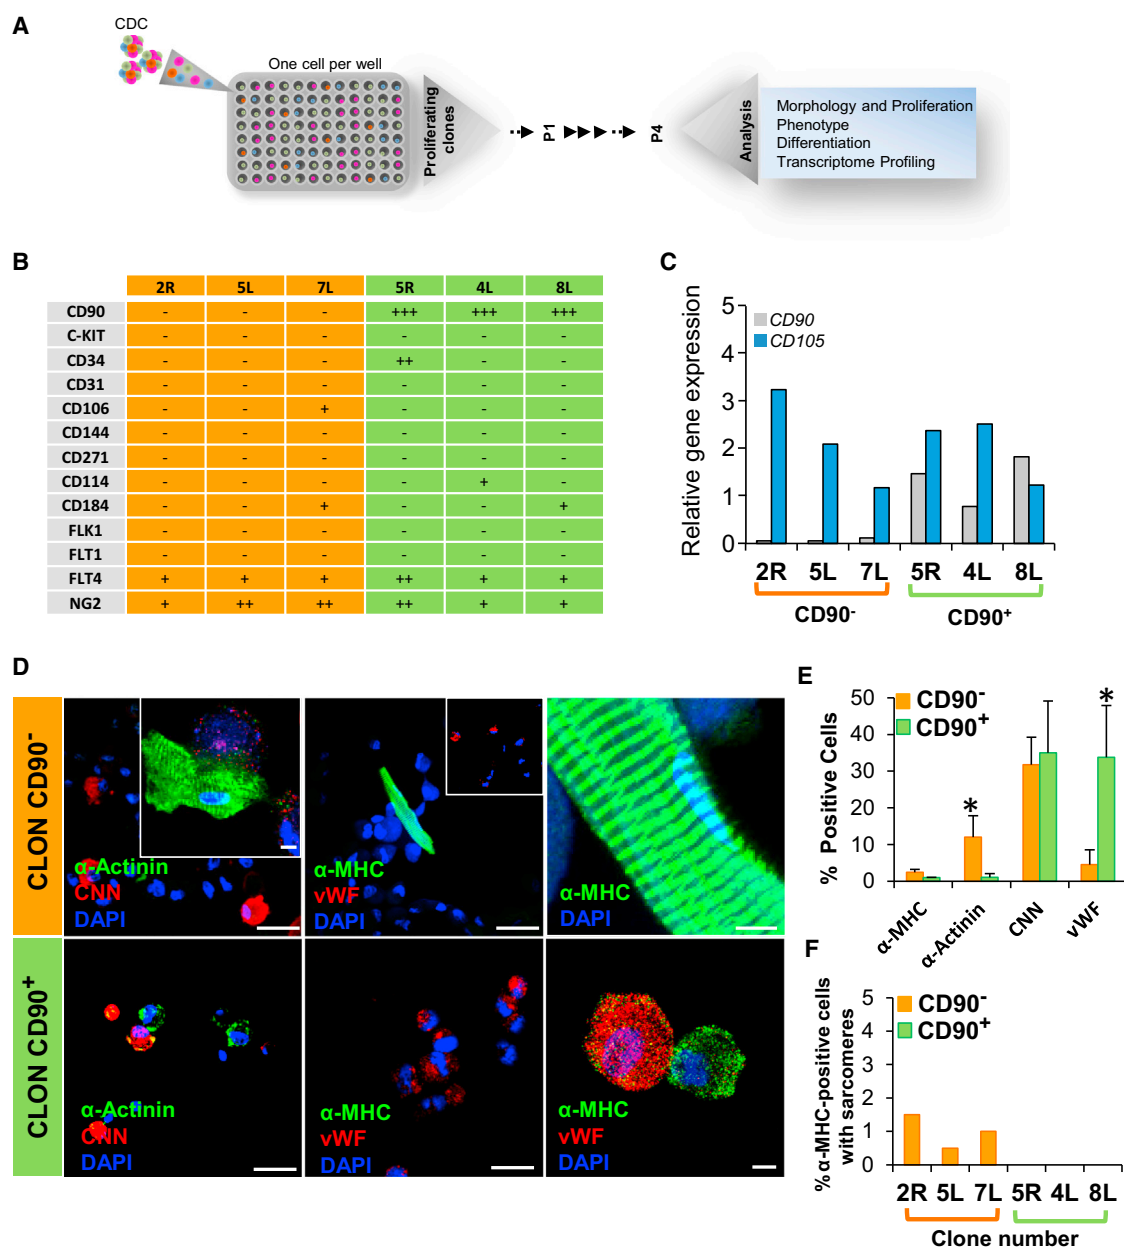 A
CDC
One cell per well
Proliferating
clones
P1
P4
Analysis
Morphology and Proliferation
Phenotype
Differentiation
Transcriptome Profiling
B
2R 5L 7L 5R 4L 8L
CD90 - - - +++ +++ +++
C-KIT - - - - - -
CD34 - - - ++ - -
CD31 - - - - - -
CD106 - - + - - -
CD144 - - - - - -
CD271 - - - - - -
CD114 - - - - + -
CD184 - - + - - +
FLK1 - - - - - -
FLT1 - - - - - -
FLT4 + + + ++ + +
NG2 + ++ ++ ++ + +
C
Relative gene expression
5
4
3
2
1
0
CD90
CD105
2R 5L 7L 5R 4L 8L
CD90- CD90+
D
CLON CD90-
α-Actinin
CNN
DAPI
α-MHC
vWF
DAPI
α-MHC
DAPI
CLON CD90+
α-Actinin
CNN
DAPI
α-MHC
vWF
DAPI
α-MHC
vWF
DAPI
E
% Positive Cells
50
40
30
20
10
0
CD90-
CD90+
*
*
α-MHC
α-Actinin
CNN
vWF
F
%α-MHC-positive cells
with sarcomeres
5
4
3
2
1
0
CD90-
CD90+
2R 5L 7L 5R 4L 8L
Clone number